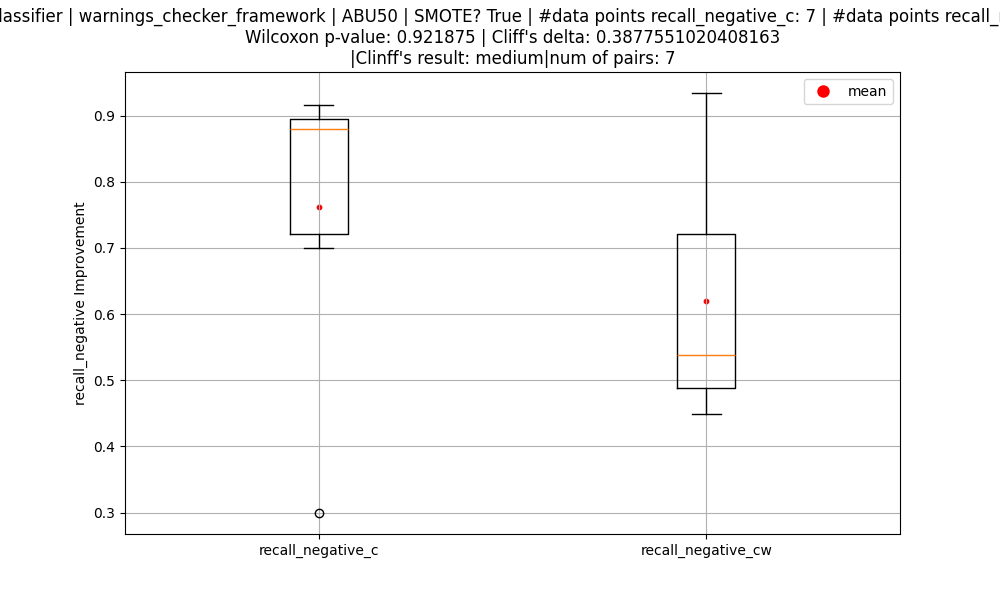 | warnings_checker_framework | ABU50 | SMOTE? True | #data points recall_negative_c: 7 | #data points
Wilcoxon p-value: 0.921875 | Cliff's delta: 0.3877551020408163
|Clinff's result: medium|num of pairs: 7
mean
0.9
0.8
0.7
0.6
0.5
0.4
0.3
recall_negative Improvement
recall_negative_c
recall_negative_cw